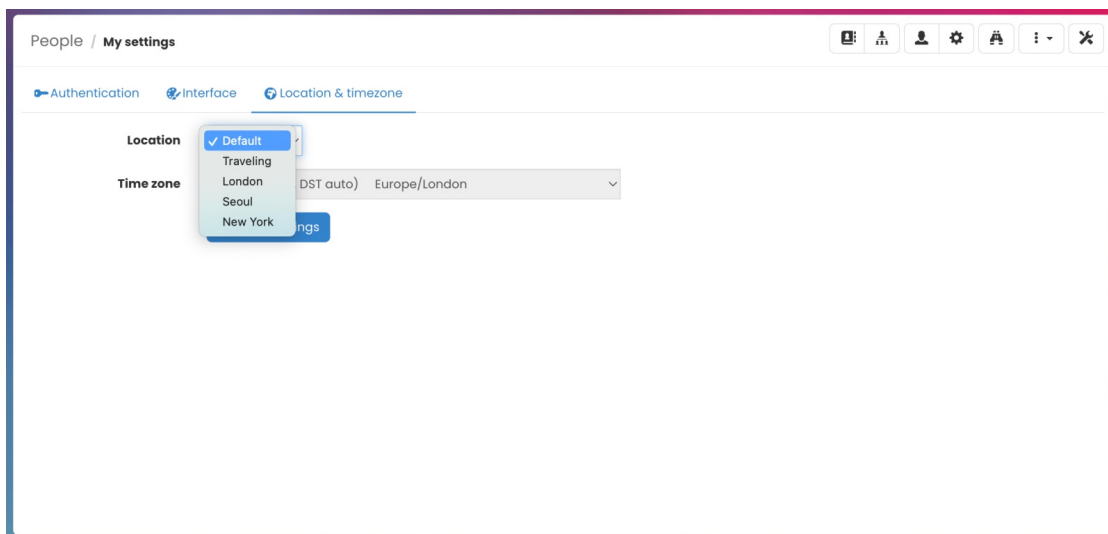 People / My settings
Authentication Interface Location & timezone
Location
Default
Traveling
London
Seoul
New York
Time zone DST auto) Europe/London
ings